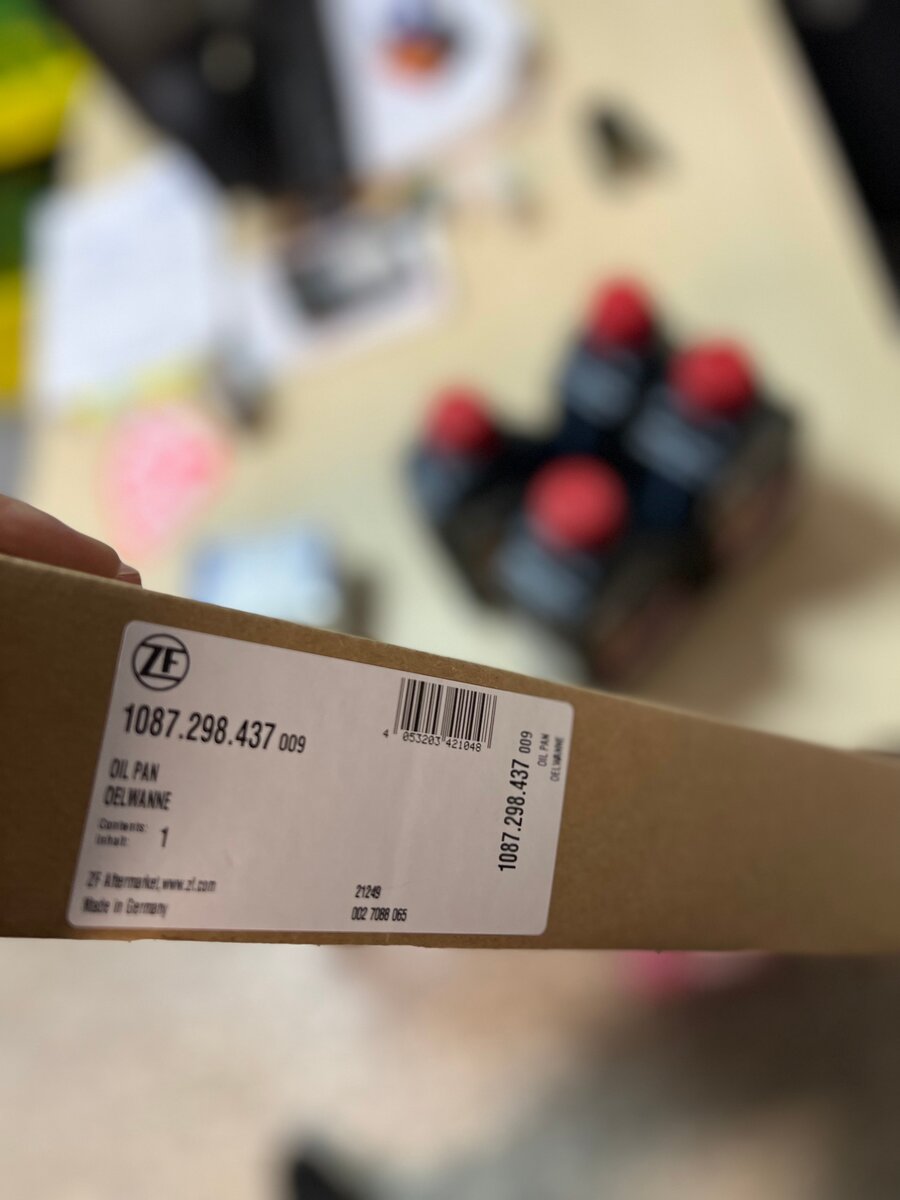 ZF
1087.298.437 009
OIL PAN
OELWANNE
Contents:
Inhalt:
1
ZF Aftermarket, www.zf.com
Made in Germany
4 053203 421048
21249
002 7088 065
1087.298.437 009
OIL PAN
OELWANNE